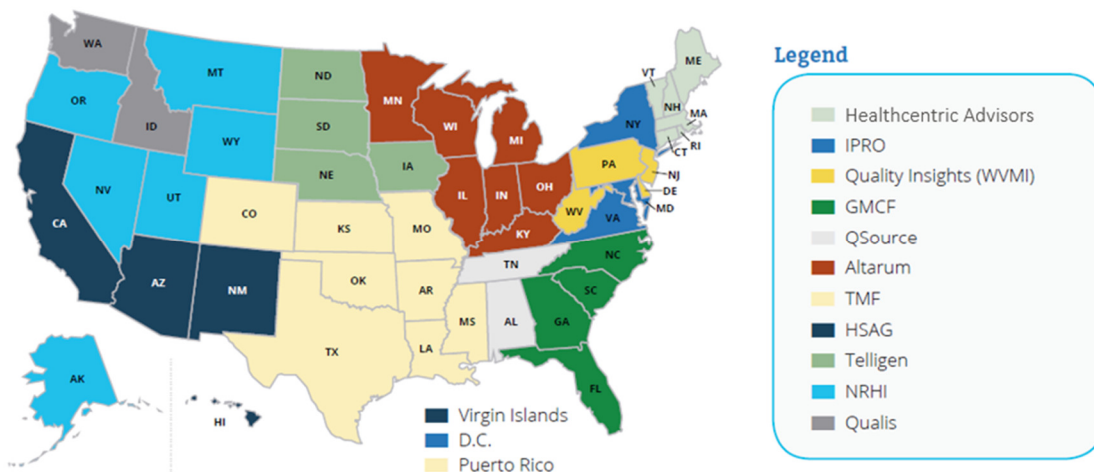 WA
MT
ND
MN
VT
ME
OR
ID
SD
WI
MI
NY
NH
MA
WY
RI
CT
IA
PA
NJ
NE
NV
UT
IL
IN
OH
DE
MD
WV
VA
CA
CO
KS
MO
KY
NC
TN
AZ
NM
OK
AR
SC
MS
AL
GA
TX
LA
FL
AK
HI
Virgin Islands
D.C.
Puerto Rico
Legend
Healthcentric Advisors
IPRO
Quality Insights (WVMI)
GMCF
QSource
Altarum
TMF
HSAG
Telligen
NRHI
Qualis